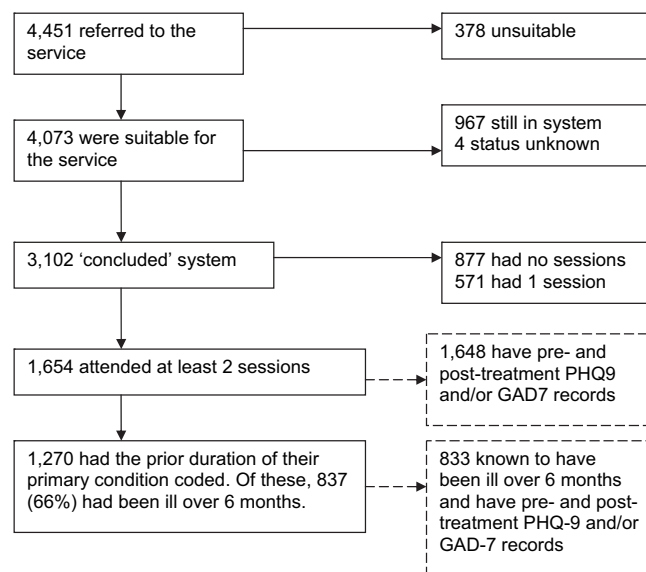 4,451 referred to the
service
378 unsuitable
4,073 were suitable for
the service
967 still in system
4 status unknown
3,102 ‘concluded’ system
877 had no sessions
571 had 1 session
1,654 attended at least 2 sessions
1,648 have pre- and
post-treatment PHQ9
and/or GAD7 records
1,270 had the prior duration of their
primary condition coded. Of these, 837
(66%) had been ill over 6 months.
833 known to have
been ill over 6 months
and have pre- and post-
treatment PHQ-9 and/or
GAD-7 records